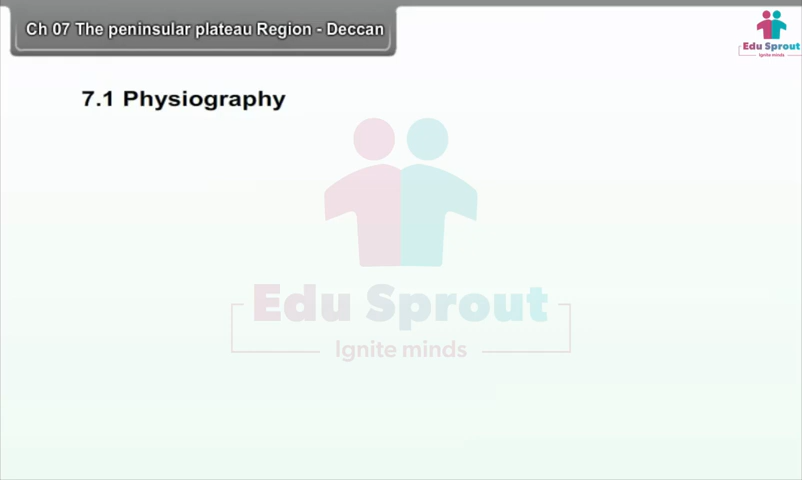 Ch 07 The peninsular plateau Region - Deccan
Edu Sprout
Ignite minds
7.1 Physiography
Edu Sprout
Ignite minds